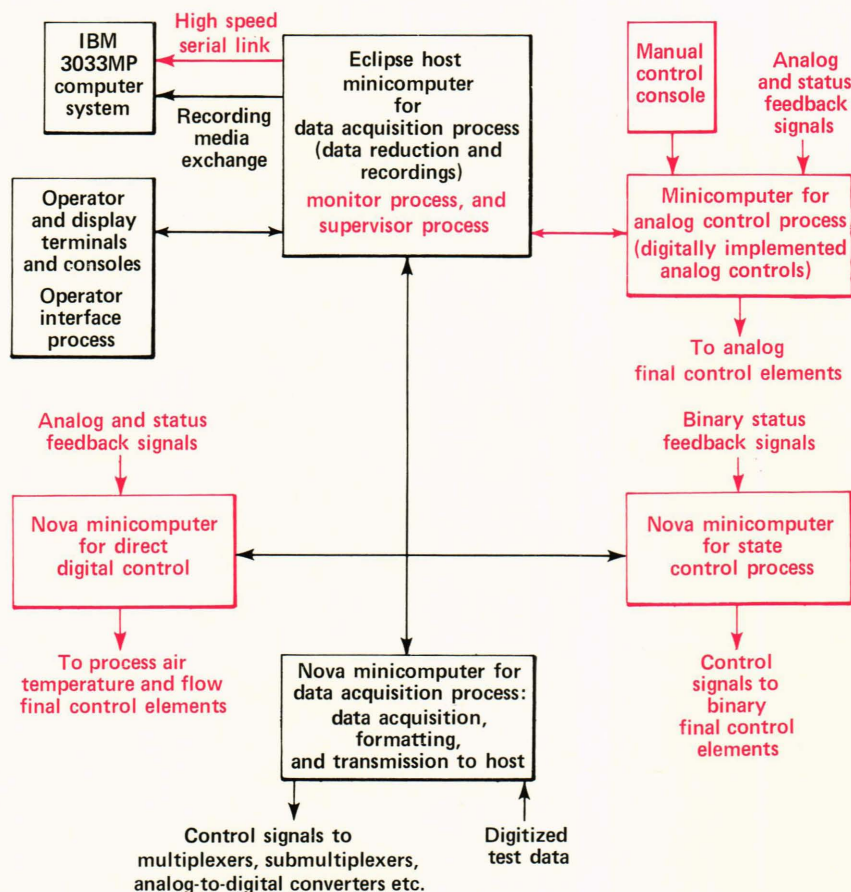 IBM
3033MP
computer
system
High speed
serial link
Recording
media
exchange
Eclipse host
minicomputer
for
data acquisition process
(data reduction and
recordings)
monitor process, and
supervisor process
Manual
control
console
Analog
and status
feedback
signals
Operator
and display
terminals
and consoles
Operator
interface
process
Minicomputer for
analog control process
(digitally implemented
analog controls)
To analog
final control elements
Analog and status
feedback signals
Binary status
feedback signals
Nova minicomputer
for direct
digital control
Nova minicomputer
for state
control process
To process air
temperature and flow
final control elements
Nova minicomputer for
data acquisition process:
data acquisition,
formatting,
and transmission to host
Control
signals to
binary
final control
elements
Control signals to
multiplexers, submultiplexers,
analog-to-digital converters etc.
Digitized
test data